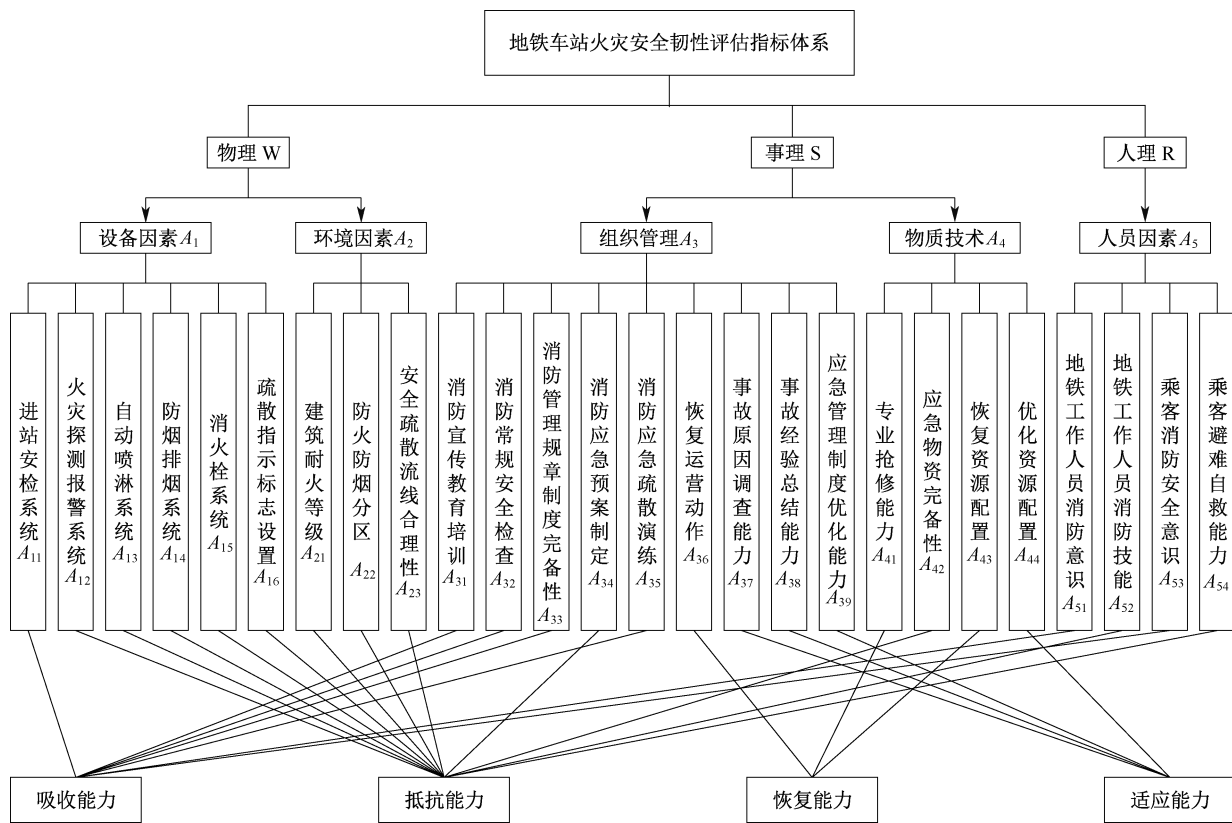 地铁车站火灾安全韧性评估指标体系
物理 W
事理 S
人理 R
设备因素A₁
环境因素A₂
组织管理A₃
物质技术A₄
人员因素A₅
进站安检系统A₁₁
火灾探测报警系统A₁₂
自动喷淋系统A₁₃
防烟排烟系统A₁₄
消火栓系统A₁₅
疏散指示标志设置A₁₆
建筑耐火等级A₂₁
防火防烟分区A₂₂
安全疏散流线合理性A₂₃
消防宣传教育培训A₃₁
消防常规安全检查A₃₂
消防管理规章制度完备性A₃₃
消防应急预案制定A₃₄
消防应急疏散演练A₃₅
恢复运营动作A₃₆
事故原因调查能力A₃₇
事故经验总结能力A₃₈
应急管理制度优化能力A₃₉
专业抢修能力A₄₁
应急物资完备性A₄₂
恢复资源配置A₄₃
优化资源配置A₄₄
地铁工作人员消防意识A₅₁
地铁工作人员消防技能A₅₂
乘客消防安全意识A₅₃
乘客避难自救能力A₅₄
吸收能力
抵抗能力
恢复能力
适应能力